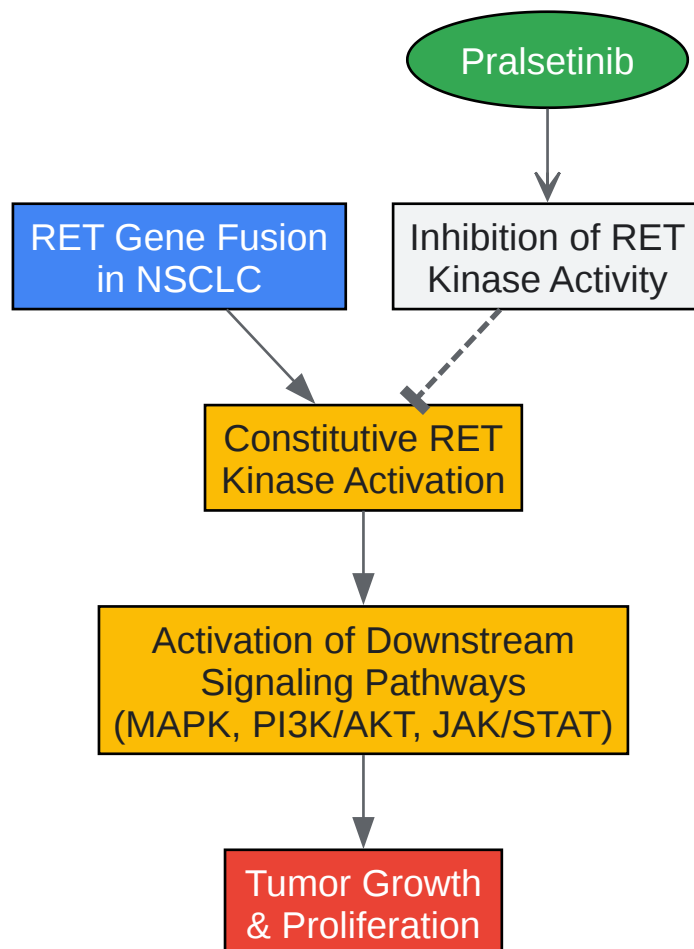 Pralsetinib
RET Gene Fusion
in NSCLC
Inhibition of RET
Kinase Activity
Constitutive RET
Kinase Activation
Activation of Downstream
Signaling Pathways
(MAPK, PI3K/AKT, JAK/STAT)
Tumor Growth
& Proliferation